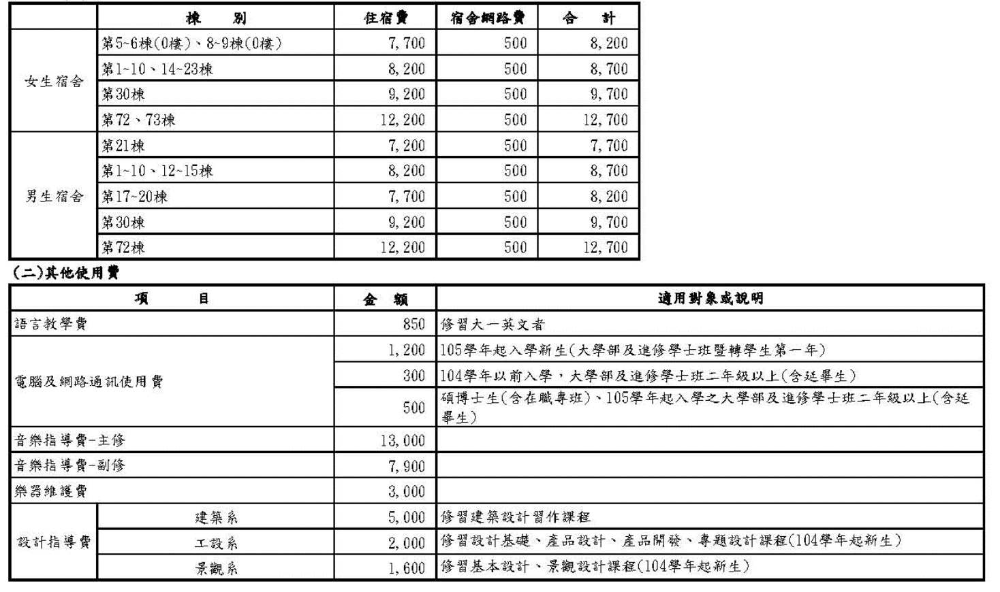 棟 別 住宿費 宿舍網路費 合 計
女生宿舍
第5~6棟(0樓)、8~9棟(0樓) 7,700 500 8,200
第1~10、14~23棟 8,200 500 8,700
第30棟 9,200 500 9,700
第72、73棟 12,200 500 12,700
男生宿舍
第21棟 7,200 500 7,700
第1~10、12~15棟 8,200 500 8,700
第17~20棟 7,700 500 8,200
第30棟 9,200 500 9,700
第72棟 12,200 500 12,700
(二)其他使用費
項 目 金 額 適用對象或說明
語言教學費 850 修習大一英文者
電腦及網路通訊使用費
1,200 105學年起入學新生(大學部及進修學士班暨轉學生第一年)
300 104學年以前入學，大學部及進修學士班二年級以上(含延畢生)
500 碩博士生(含在職專班)、105學年起入學之大學部及進修學士班二年級以上(含延
畢生)
音樂指導費-主修 13,000
音樂指導費-副修 7,900
樂器維護費 3,000
設計指導費
建築系 5,000 修習建築設計習作課程
工設系 2,000 修習設計基礎、產品設計、產品開發、專題設計課程(104學年起新生)
景觀系 1,600 修習基本設計、景觀設計課程(104學年起新生)